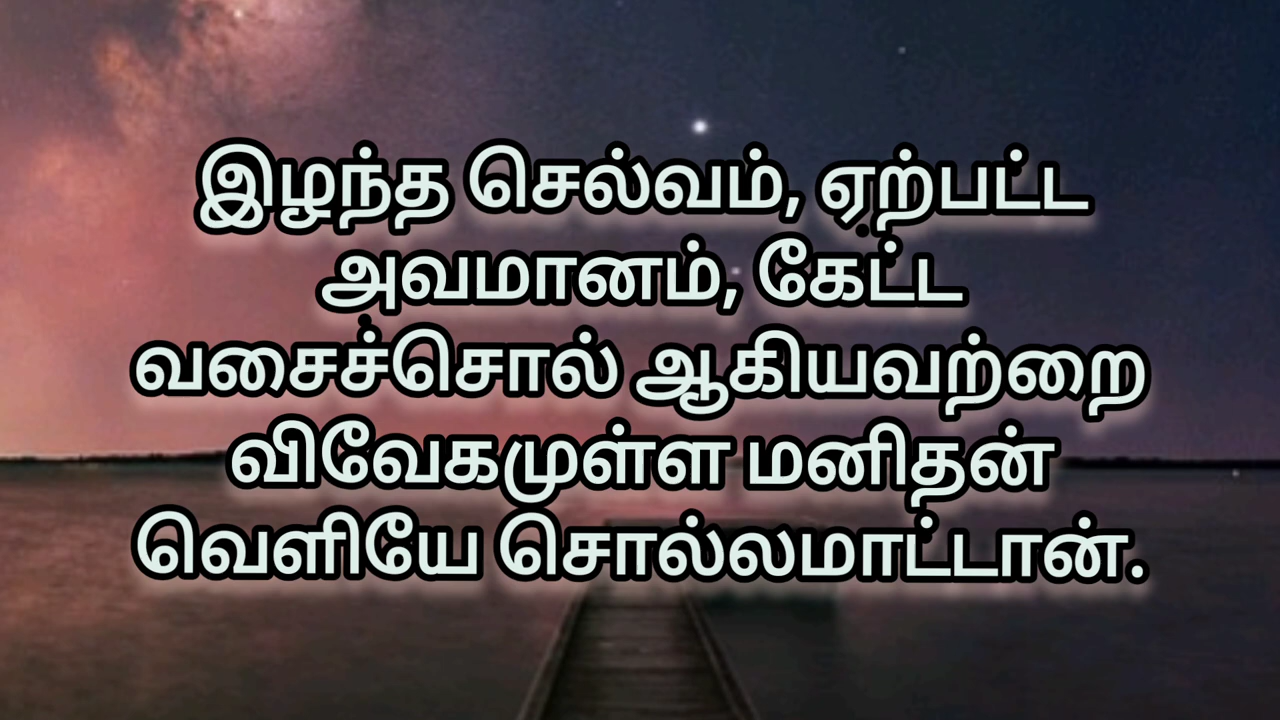 இழந்த செல்வம், ஏற்பட்ட
அவமானம், கேட்ட
வசைச்சொல் ஆகியவற்றை
விவேகமுள்ள மனிதன்
வெளியே சொல்லமாட்டான்.